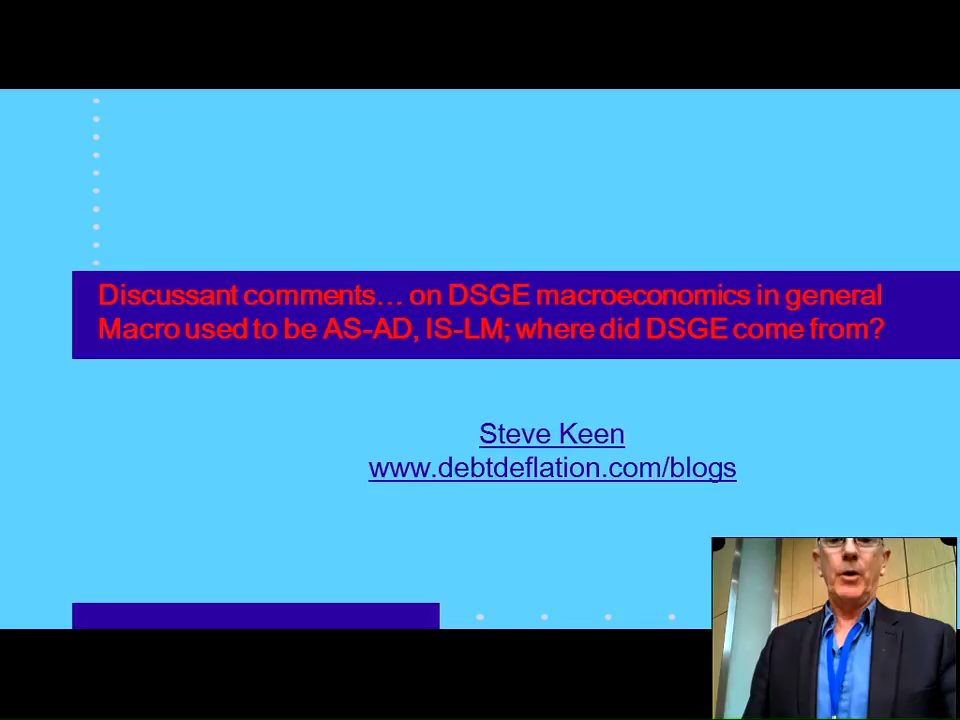 Discussant comments… on DSGE macroeconomics in general
Macro used to be AS-AD, IS-LM; where did DSGE come from?
Steve Keen
www.debtdeflation.com/blogs